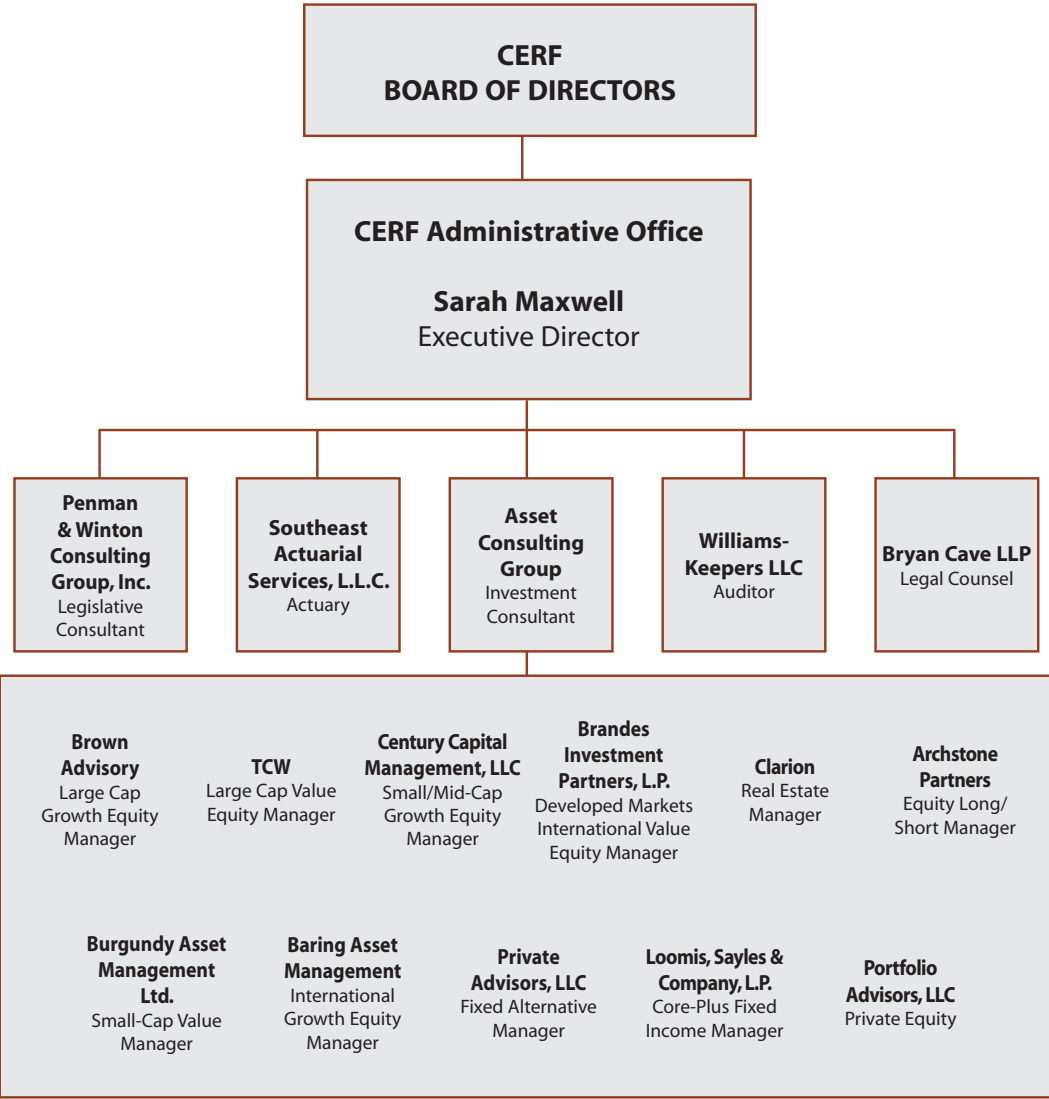 CERF
BOARD OF DIRECTORS
CERF Administrative Office
Sarah Maxwell
Executive Director
Penman
& Winton
Consulting
Group, Inc.
Legislative
Consultant
Southeast
Actuarial
Services, L.L.C.
Actuary
Asset
Consulting
Group
Investment
Consultant
Williams-
Keepers LLC
Auditor
Bryan Cave LLP
Legal Counsel
Brown
Advisory
Large Cap
Growth Equity
Manager
TCW
Large Cap Value
Equity Manager
Century Capital
Management, LLC
Small/Mid-Cap
Growth Equity
Manager
Brandes
Investment
Partners, L.P.
Developed Markets
International Value
Equity Manager
Clarion
Real Estate
Manager
Archstone
Partners
Equity Long/
Short Manager
Burgundy Asset
Management
Ltd.
Small-Cap Value
Manager
Baring Asset
Management
International
Growth Equity
Manager
Private
Advisors, LLC
Fixed Alternative
Manager
Loomis, Sayles &
Company, L.P.
Core-Plus Fixed
Income Manager
Portfolio
Advisors, LLC
Private Equity